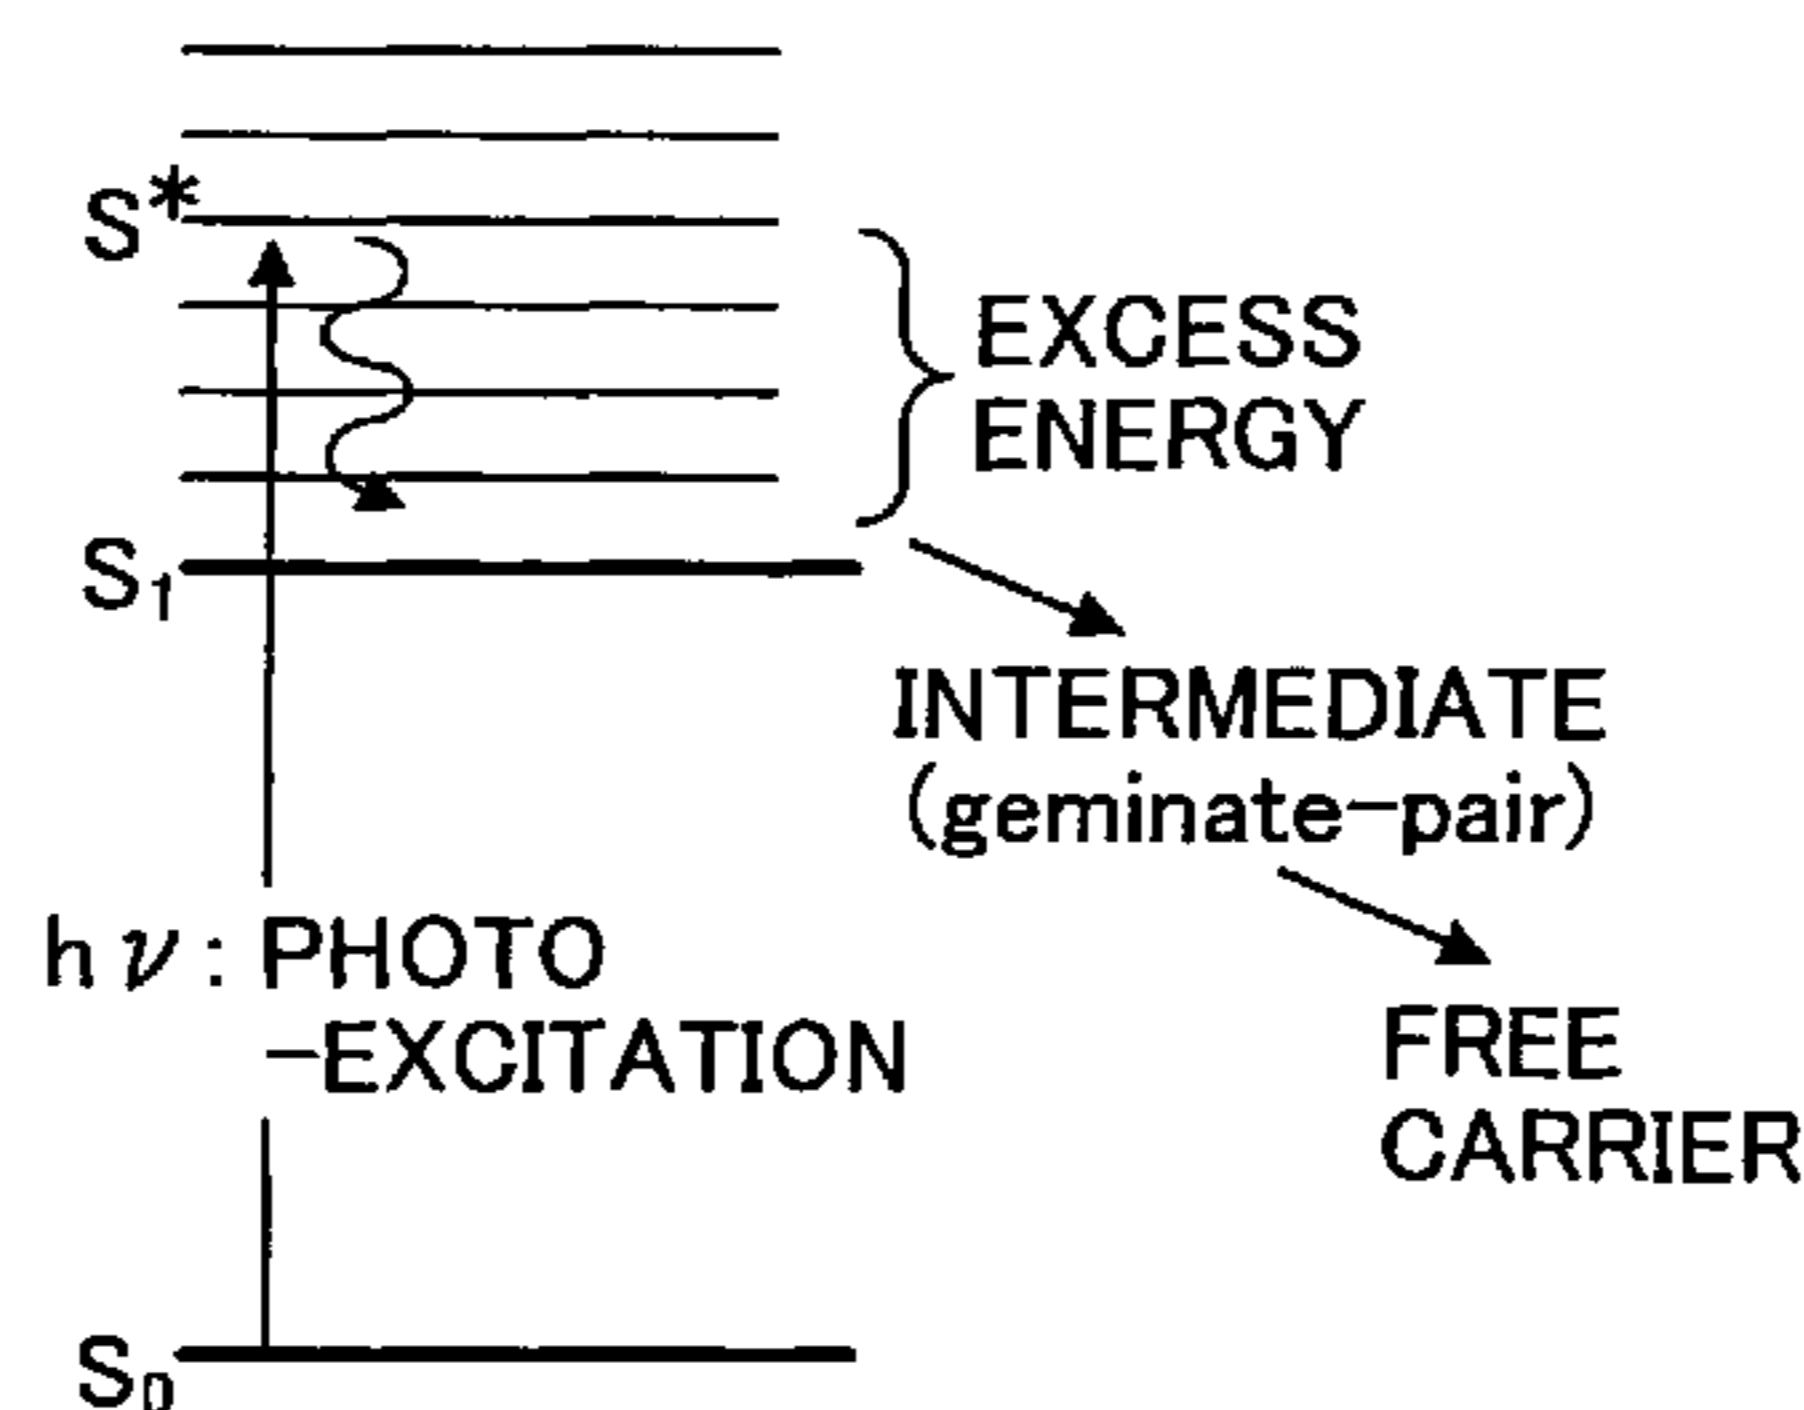 S*
EXCESS
ENERGY
S₁
INTERMEDIATE
(geminate-pair)
hν: PHOTO
-EXCITATION
FREE
CARRIER
S₀